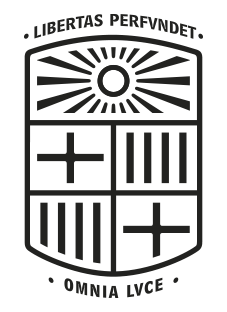 · LIBERTAS PERFVNDET ·
· OMNIA LVCE ·